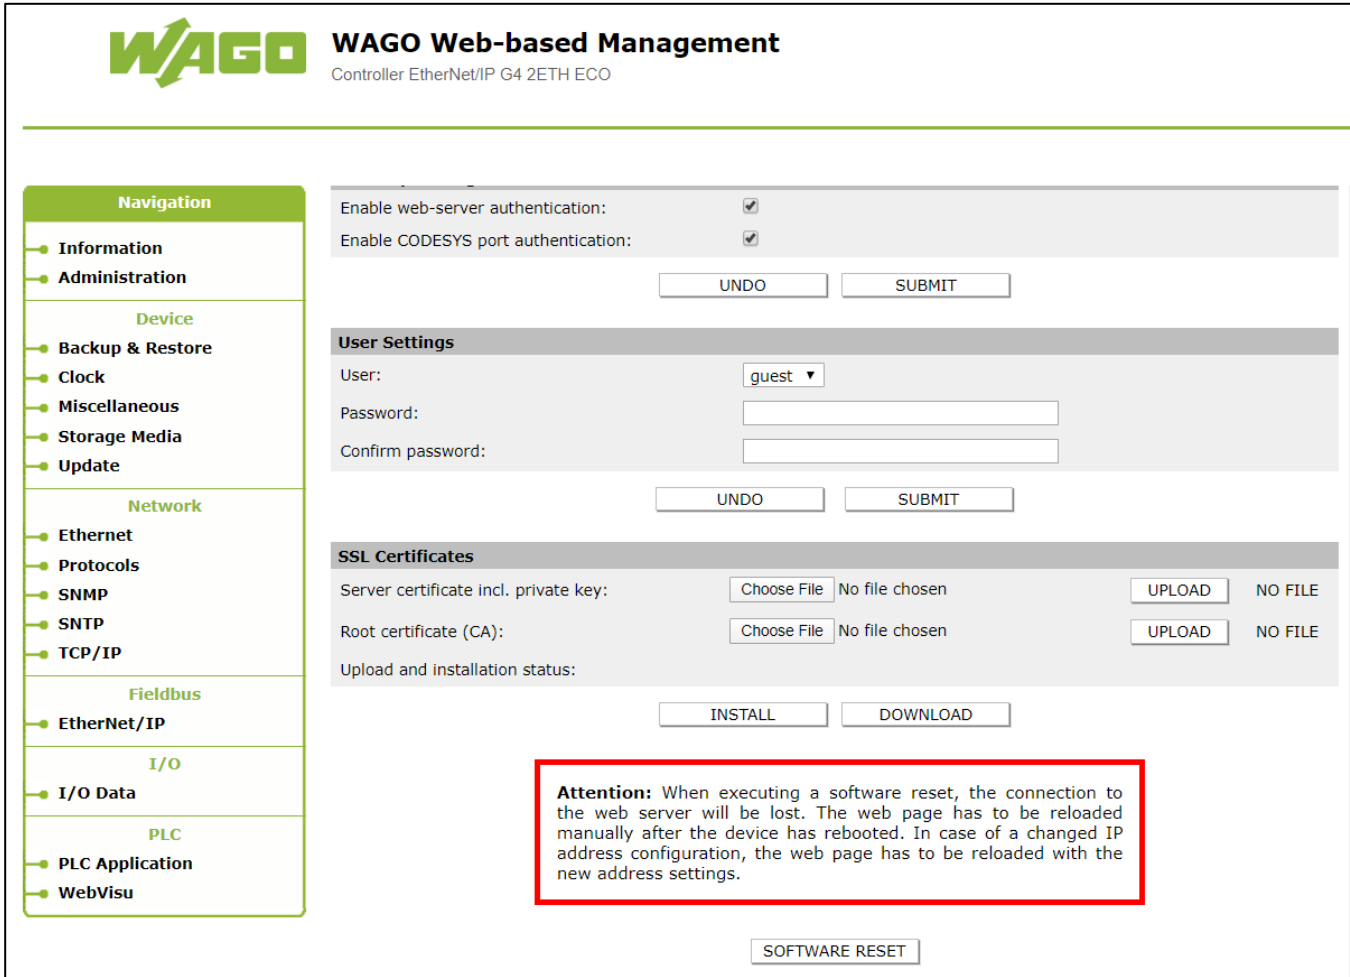 WAGO
WAGO Web-based Management
Controller EtherNet/IP G4 2ETH ECO
Navigation
Information
Administration
Device
Backup & Restore
Clock
Miscellaneous
Storage Media
Update
Network
Ethernet
Protocols
SNMP
SNTP
TCP/IP
Fieldbus
EtherNet/IP
I/O
I/O Data
PLC
PLC Application
WebVisu
Enable web-server authentication:
Enable CODESYS port authentication:
UNDO SUBMIT
User Settings
User: guest
Password:
Confirm password:
UNDO SUBMIT
SSL Certificates
Server certificate incl. private key: Choose File No file chosen UPLOAD NO FILE
Root certificate (CA): Choose File No file chosen UPLOAD NO FILE
Upload and installation status:
INSTALL DOWNLOAD
Attention: When executing a software reset, the connection to
the web server will be lost. The web page has to be reloaded
manually after the device has rebooted. In case of a changed IP
address configuration, the web page has to be reloaded with the
new address settings.
SOFTWARE RESET